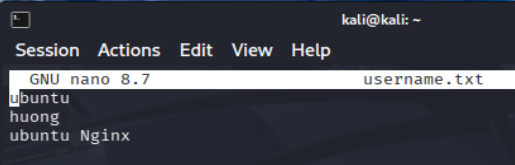 kali@kali: ~
Session Actions Edit View Help
GNU nano 8.7 username.txt
ubuntu
huong
ubuntu Nginx